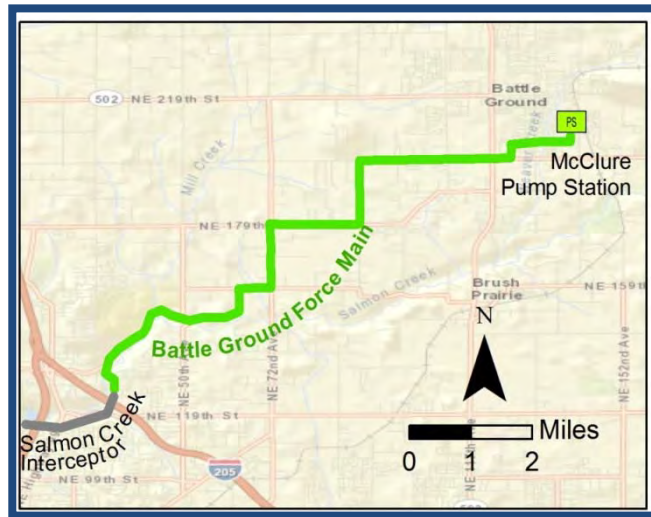 Battle
Ground
502
NE 219th St
PS
McClure
Pump Station
Mill Creek
NE 179th
Battle Ground Force Main
Salmon Creek
Brush
Prairie
NE 159th
NE 50th Ave
NE 72nd Ave
NE 152nd Ave
N
NE 119th St
Salmon Creek
Interceptor
205
NE 99th St
Miles
0 1 2